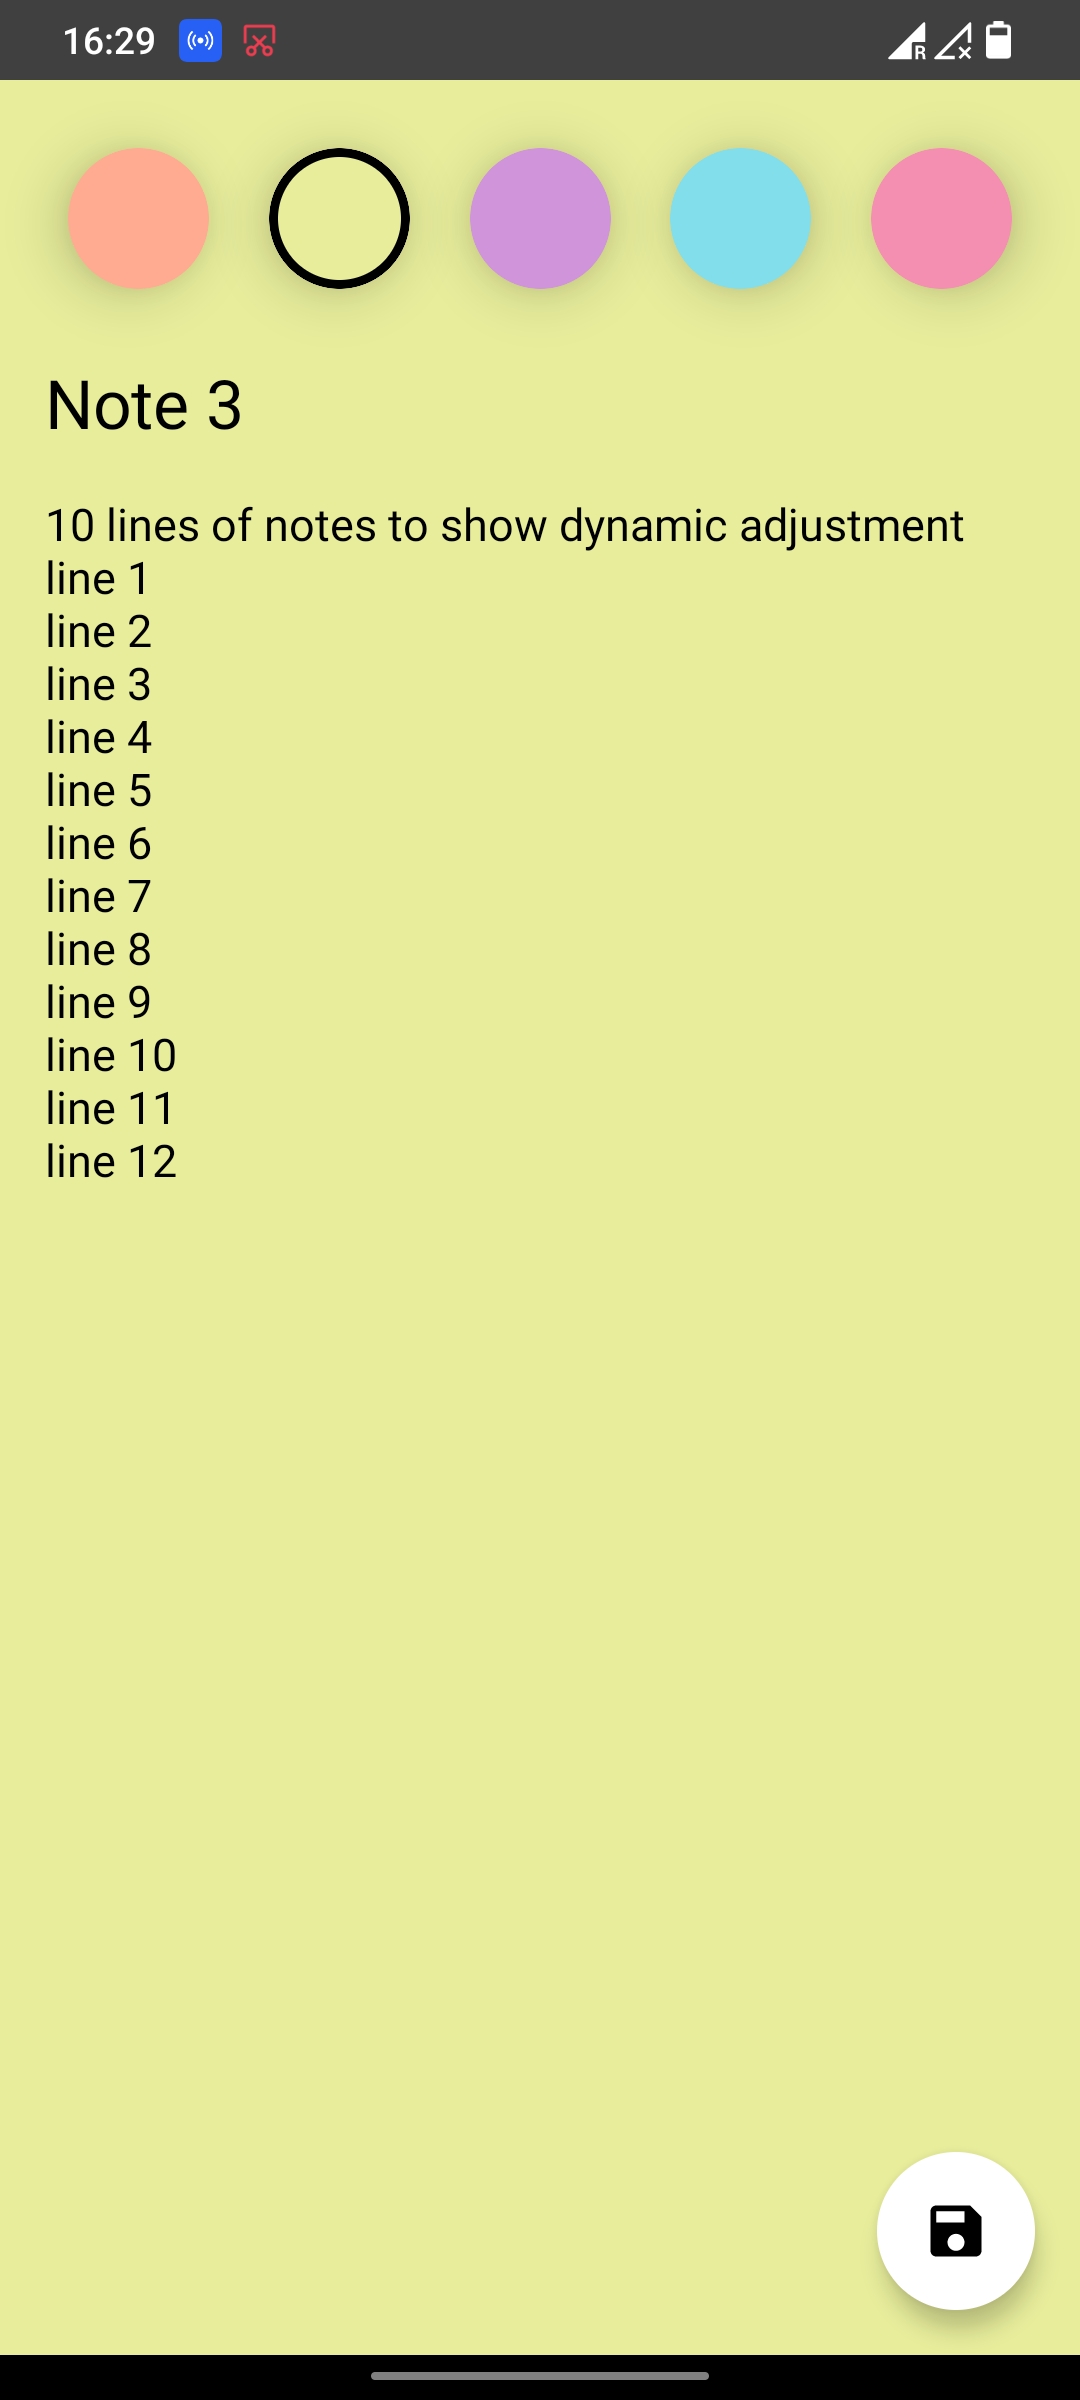 16:29
R
Note 3
10 lines of notes to show dynamic adjustment
line 1
line 2
line 3
line 4
line 5
line 6
line 7
line 8
line 9
line 10
line 11
line 12